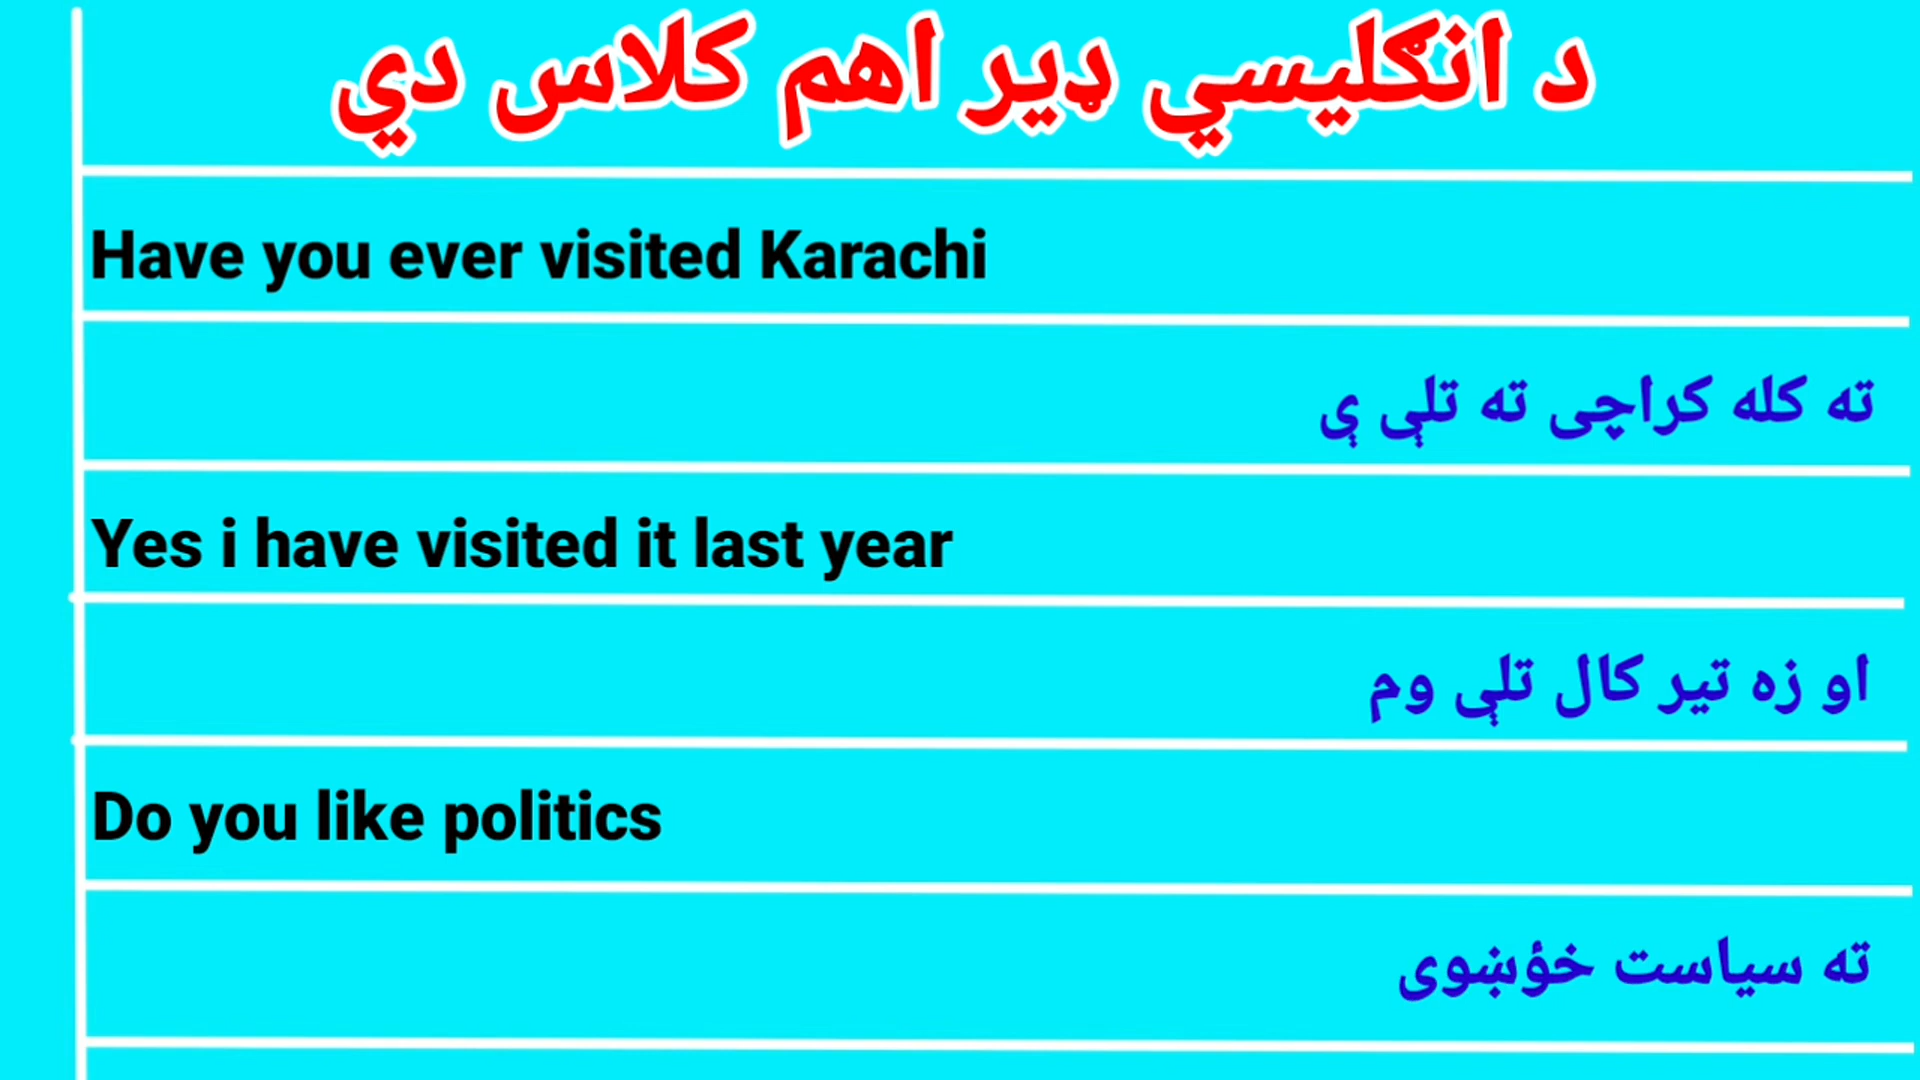 د انګلیسي ډیر اهم کلاس دي
Have you ever visited Karachi
ته کله کراچی ته تلې ې
Yes i have visited it last year
او زه تیر کال تلې وم
Do you like politics
ته سیاست خؤښوی